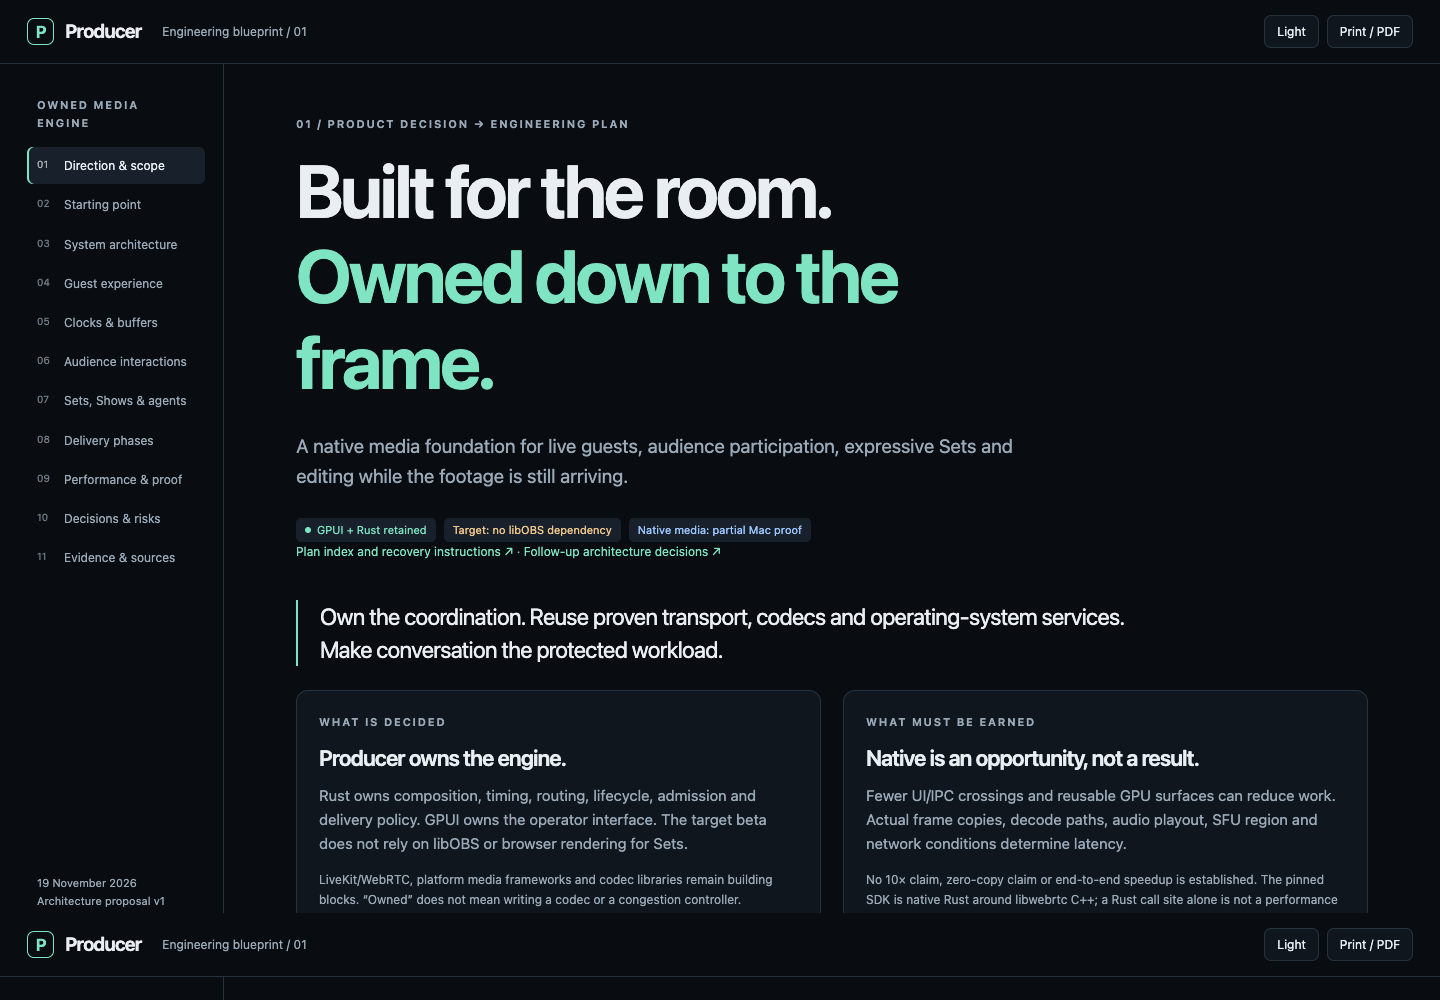 P Producer Engineering blueprint / 01 Light Print / PDF
OWNED MEDIA
ENGINE
01 Direction & scope
02 Starting point
03 System architecture
04 Guest experience
05 Clocks & buffers
06 Audience interactions
07 Sets, Shows & agents
08 Delivery phases
09 Performance & proof
10 Decisions & risks
11 Evidence & sources
19 November 2026
Architecture proposal v1
01 / PRODUCT DECISION → ENGINEERING PLAN
Built for the room.
Owned down to the
frame.
A native media foundation for live guests, audience participation, expressive Sets and
editing while the footage is still arriving.
GPUI + Rust retained Target: no libOBS dependency Native media: partial Mac proof
Plan index and recovery instructions ↗ · Follow-up architecture decisions ↗
Own the coordination. Reuse proven transport, codecs and operating-system services.
Make conversation the protected workload.
WHAT IS DECIDED
Producer owns the engine.
Rust owns composition, timing, routing, lifecycle, admission and
delivery policy. GPUI owns the operator interface. The target beta
does not rely on libOBS or browser rendering for Sets.
LiveKit/WebRTC, platform media frameworks and codec libraries remain building
blocks. “Owned” does not mean writing a codec or a congestion controller.
WHAT MUST BE EARNED
Native is an opportunity, not a result.
Fewer UI/IPC crossings and reusable GPU surfaces can reduce work.
Actual frame copies, decode paths, audio playout, SFU region and
network conditions determine latency.
No 10× claim, zero-copy claim or end-to-end speedup is established. The pinned
SDK is native Rust around libwebrtc C++; a Rust call site alone is not a performance
P Producer Engineering blueprint / 01 Light Print / PDF